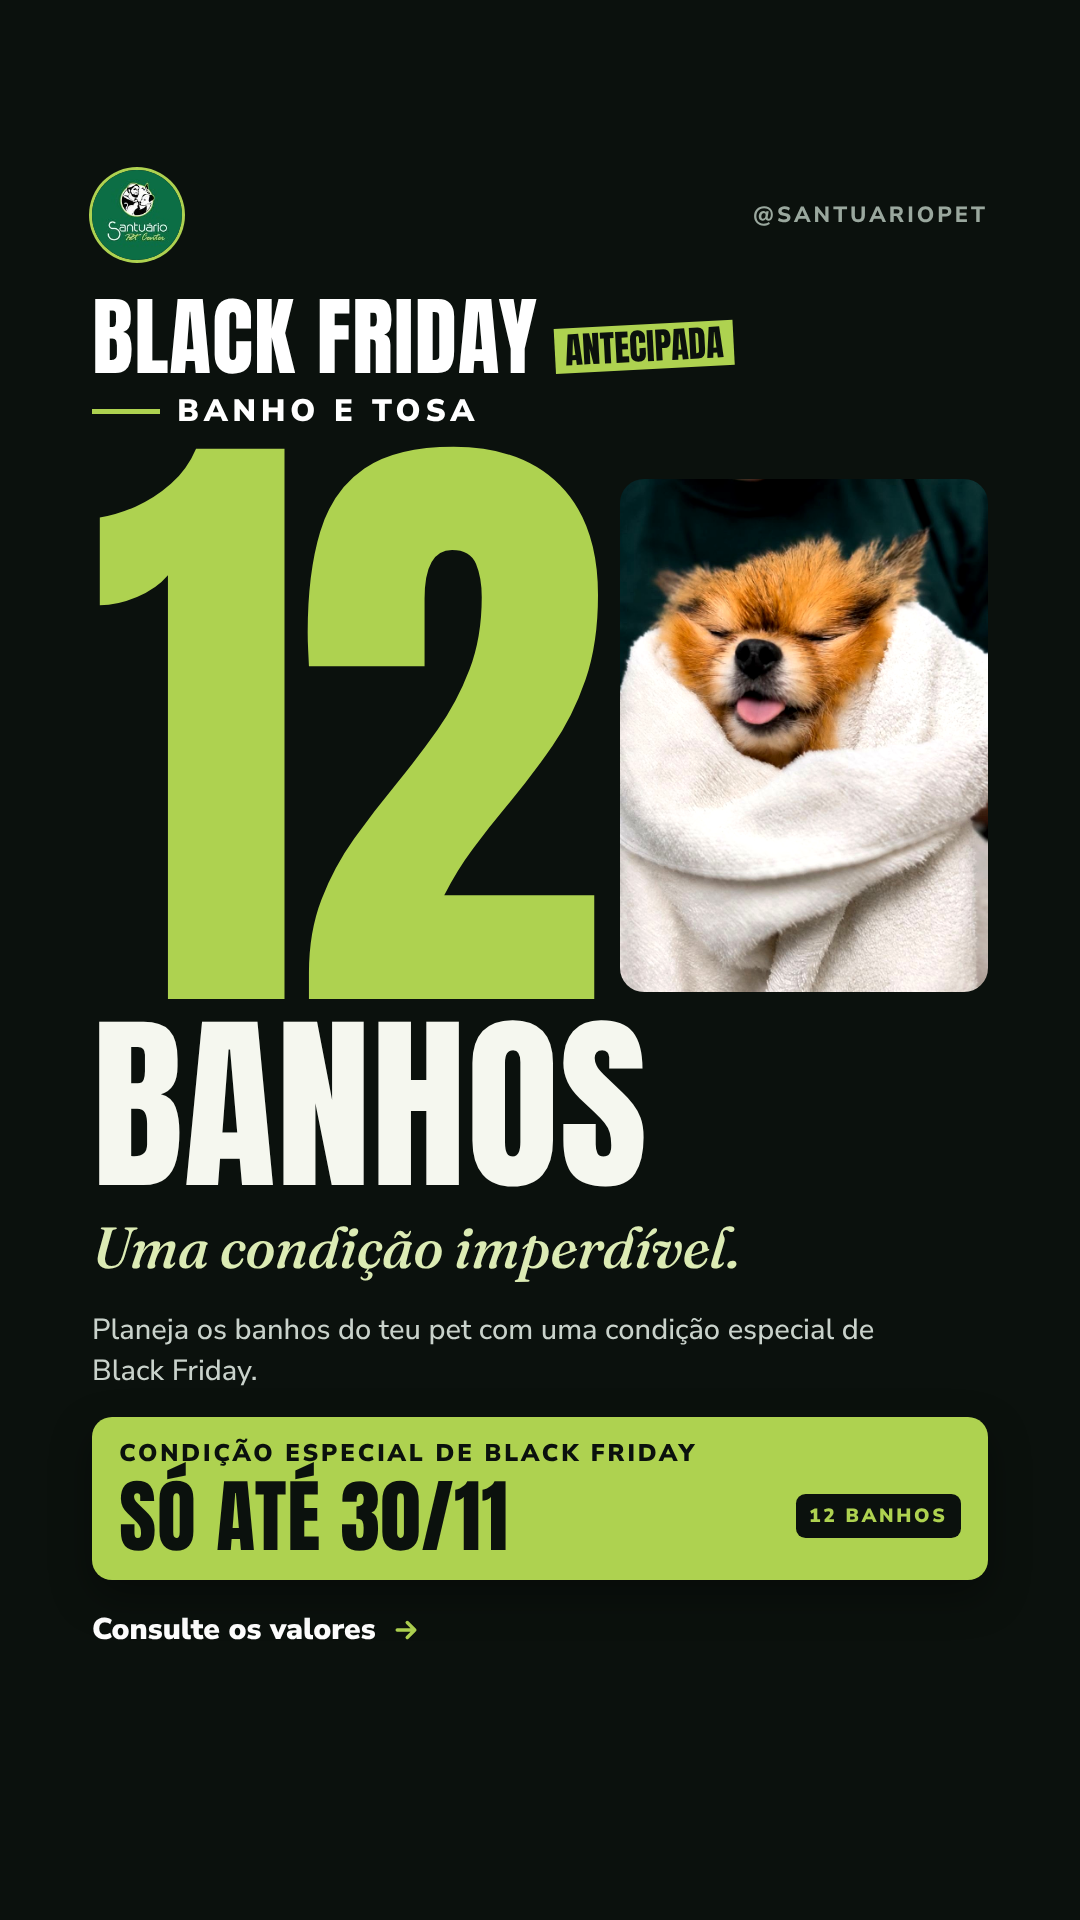 Santuário
Pet Center
@SANTUARIOPET
BLACK FRIDAY
ANTECIPADA
BANHO E TOSA
12
BANHOS
Uma condição imperdível.
Planeja os banhos do teu pet com uma condição especial de
Black Friday.
CONDIÇÃO ESPECIAL DE BLACK FRIDAY
SÓ ATÉ 30/11
12 BANHOS
Consulte os valores →